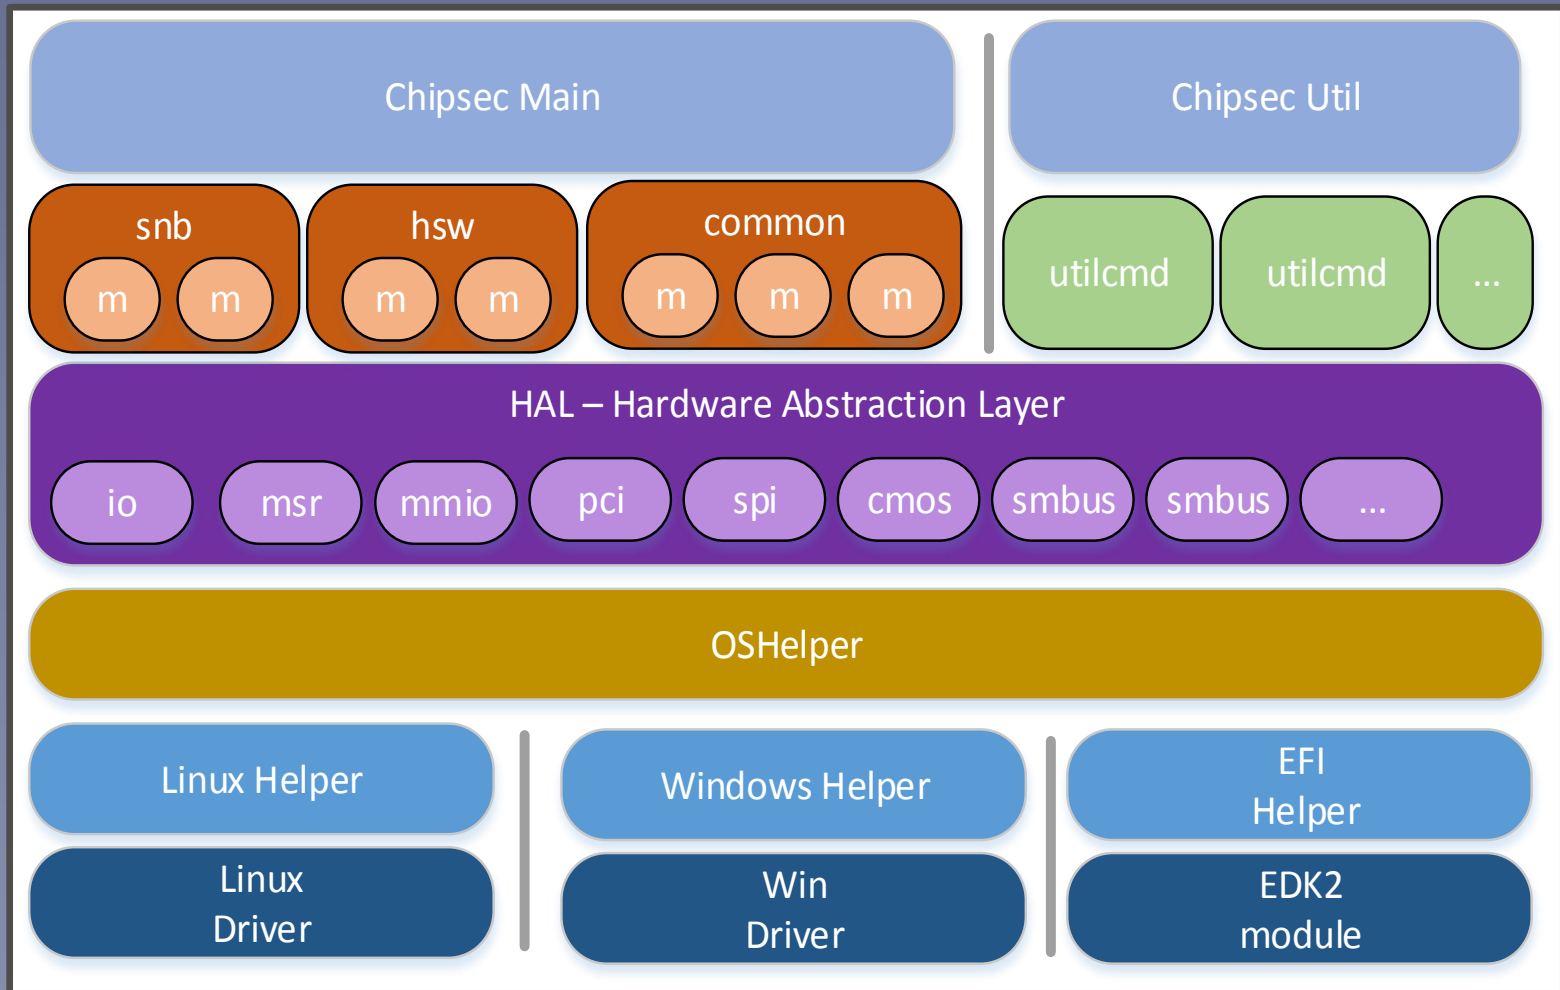 Chipsec Main
Chipsec Util
snb
hsw
common
m
m
m
m
m
m
m
utilcmd
utilcmd
...
HAL – Hardware Abstraction Layer
io
msr
mmio
pci
spi
cmos
smbus
smbus
...
OSHelper
Linux Helper
Windows Helper
EFI
Helper
Linux
Driver
Win
Driver
EDK2
module